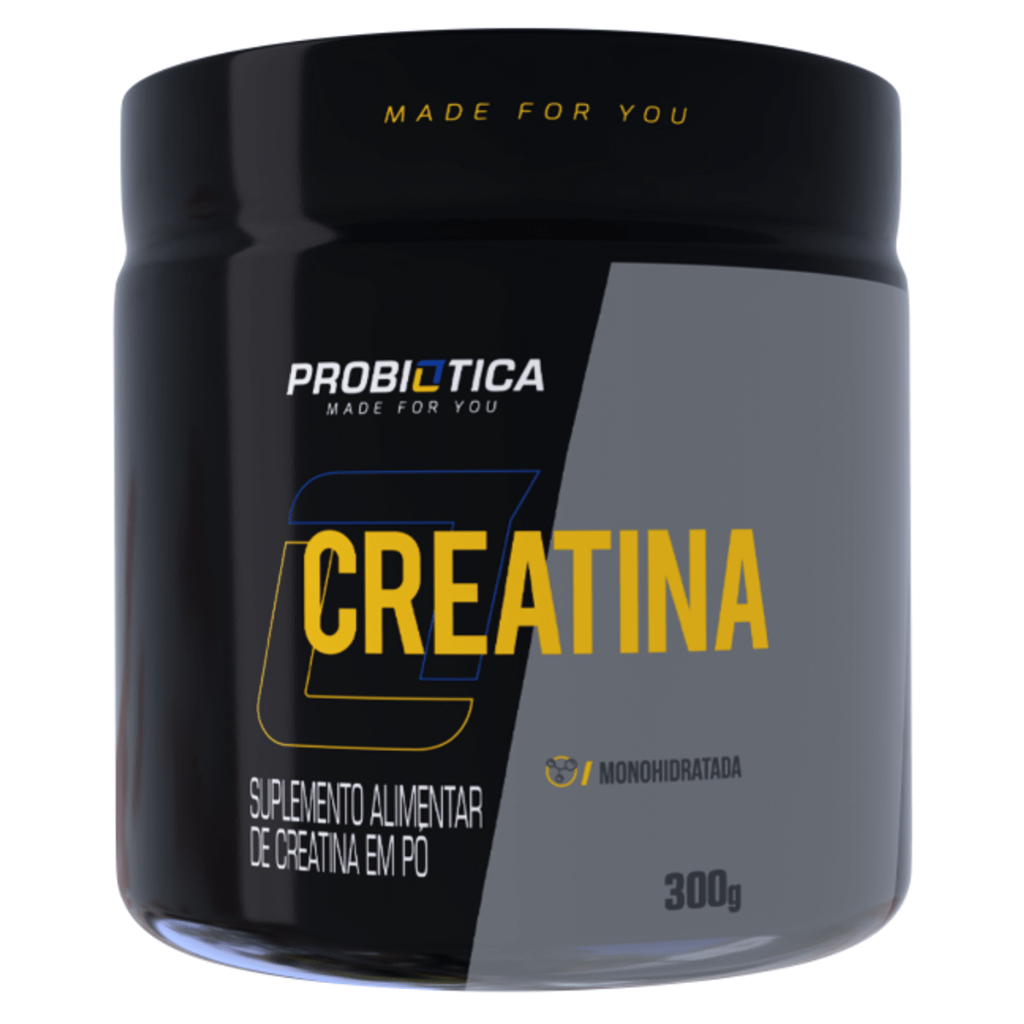 MADE FOR YOU
PROBIOTICA
MADE FOR YOU
CREATINA
MONOHIDRATADA
SUPLEMENTO ALIMENTAR
DE CREATINA EM PÓ
300g